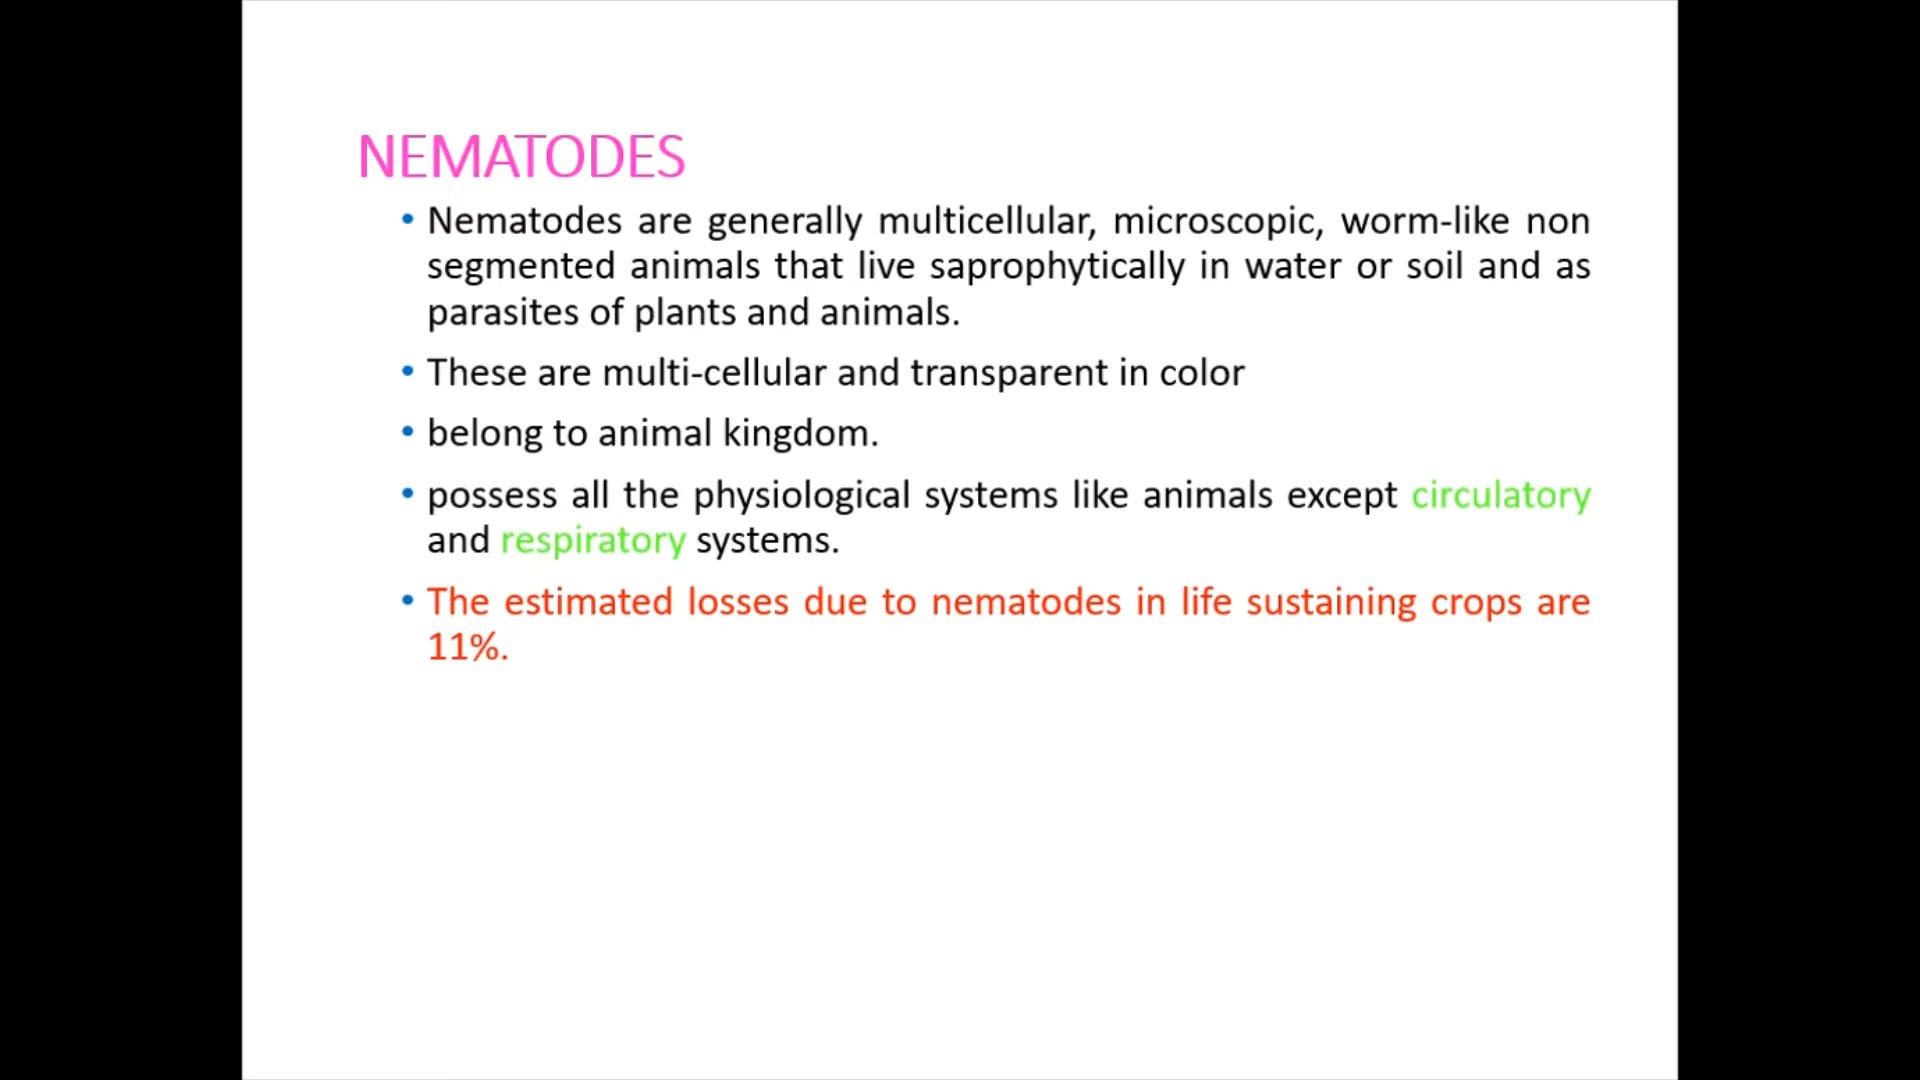 NEMATODES
• Nematodes are generally multicellular, microscopic, worm-like non
segmented animals that live saprophytically in water or soil and as
parasites of plants and animals.
• These are multi-cellular and transparent in color
• belong to animal kingdom.
• possess all the physiological systems like animals except circulatory
and respiratory systems.
• The estimated losses due to nematodes in life sustaining crops are
11%.